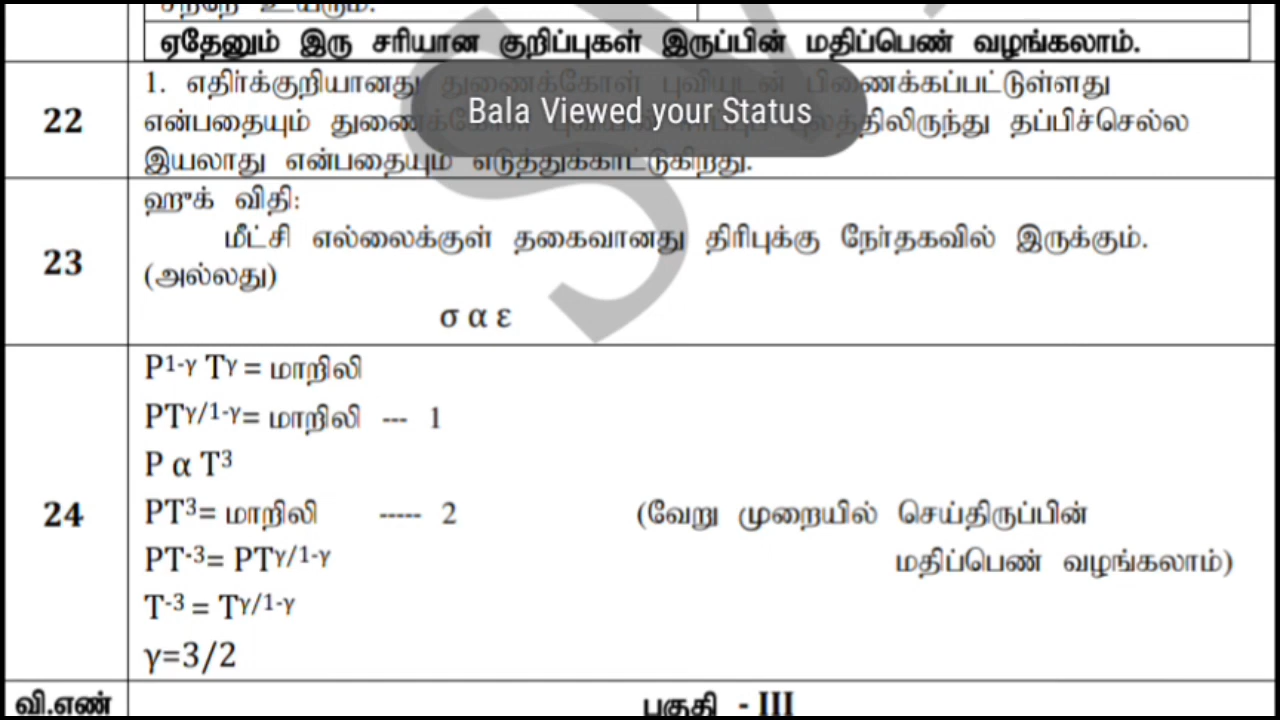 ஏதேனும் இரு சரியான குறிப்புகள் இருப்பின் மதிப்பெண் வழங்கலாம்.
Bala Viewed your Status
22
1. எதிர்க்குறியானது துணைக்கோள் புவியுடன் பிணைக்கப்பட்டுள்ளது
என்பதையும் துணைக்கோள் புவியின் ஈர்ப்புப் புலத்திலிருந்து தப்பிச்செல்ல
இயலாது என்பதையும் எடுத்துக்காட்டுகிறது.
23
ஹுக் விதி:
மீட்சி எல்லைக்குள் தகைவானது திரிபுக்கு நேர்தகவில் இருக்கும்.
(அல்லது)
σ α ε
24
P¹⁻ᵞ Tᵞ = மாறிலி
PTᵞ/¹⁻ᵞ= மாறிலி --- 1
P α T³
PT³= மாறிலி ----- 2 (வேறு முறையில் செய்திருப்பின்
PT⁻³= PTᵞ/¹⁻ᵞ மதிப்பெண் வழங்கலாம்)
T⁻³ = Tᵞ/¹⁻ᵞ
γ=3/2
வி.எண் பகுதி - III